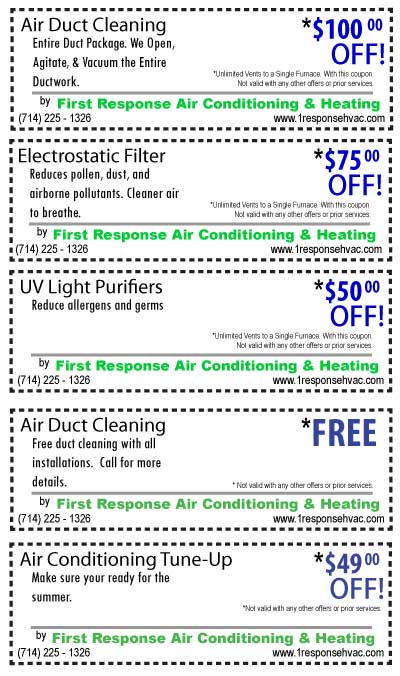 Air Duct Cleaning
*$100 00
Entire Duct Package. We Open,
Agitate, & Vacuum the Entire
Ductwork.
OFF!
*Unlimited Vents to a Single Furnace. With this coupon.
Not valid with any other offers or prior services.
by First Response Air Conditioning & Heating
(714) 225 - 1326
www.1responsehvac.com
Electrostatic Filter
*$75 00
Reduces pollen, dust, and
airborne pollutants. Cleaner air
to breathe.
OFF!
*Unlimited Vents to a Single Furnace. With this coupon.
Not valid with any other offers or prior services.
by First Response Air Conditioning & Heating
(714) 225 - 1326
www.1responsehvac.com
UV Light Purifiers
*$50 00
Reduce allergens and germs
OFF!
*Unlimited Vents to a Single Furnace. With this coupon.
Not valid with any other offers or prior services.
by First Response Air Conditioning & Heating
(714) 225 - 1326
www.1responsehvac.com
Air Duct Cleaning
*FREE
Free duct cleaning with all
installations. Call for more
details.
* Not valid with any other offers or prior services.
by First Response Air Conditioning & Heating
(714) 225 - 1326
www.1responsehvac.com
Air Conditioning Tune-Up
*$49 00
Make sure your ready for the
summer.
OFF!
*Not valid with any other offers or prior services.
by First Response Air Conditioning & Heating
(714) 225 - 1326
www.1responsehvac.com